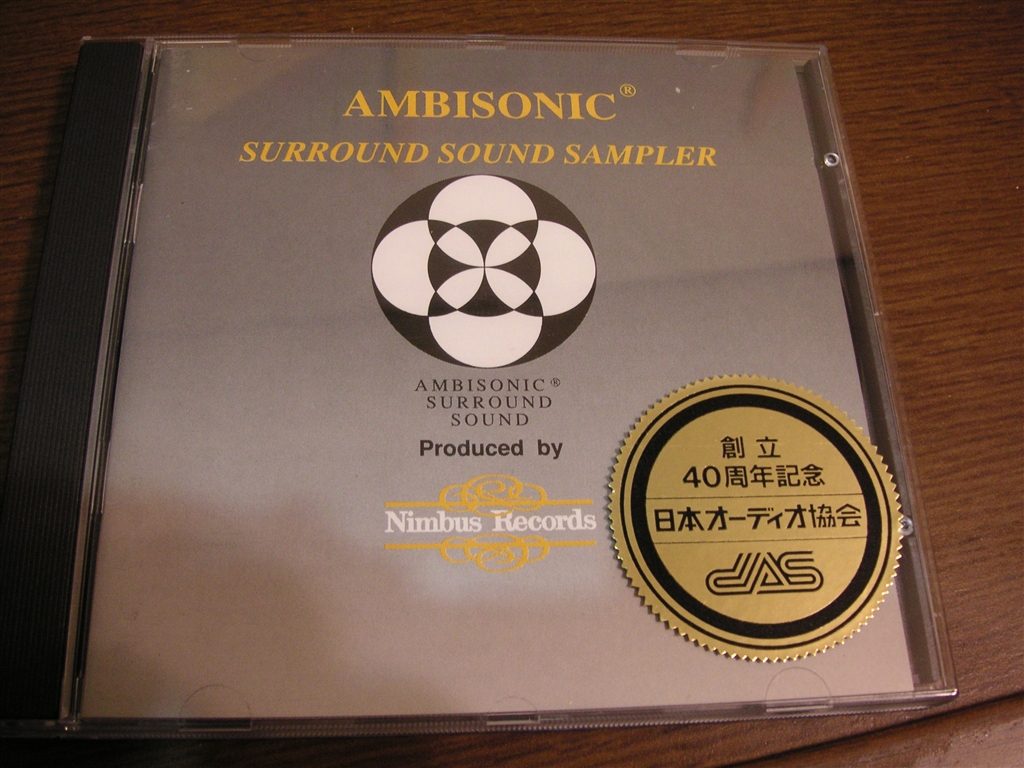 AMBISONIC®
SURROUND SOUND SAMPLER
AMBISONIC®
SURROUND
SOUND
Produced by
Nimbus Records
創立
40周年記念
日本オーディオ協会
JAS